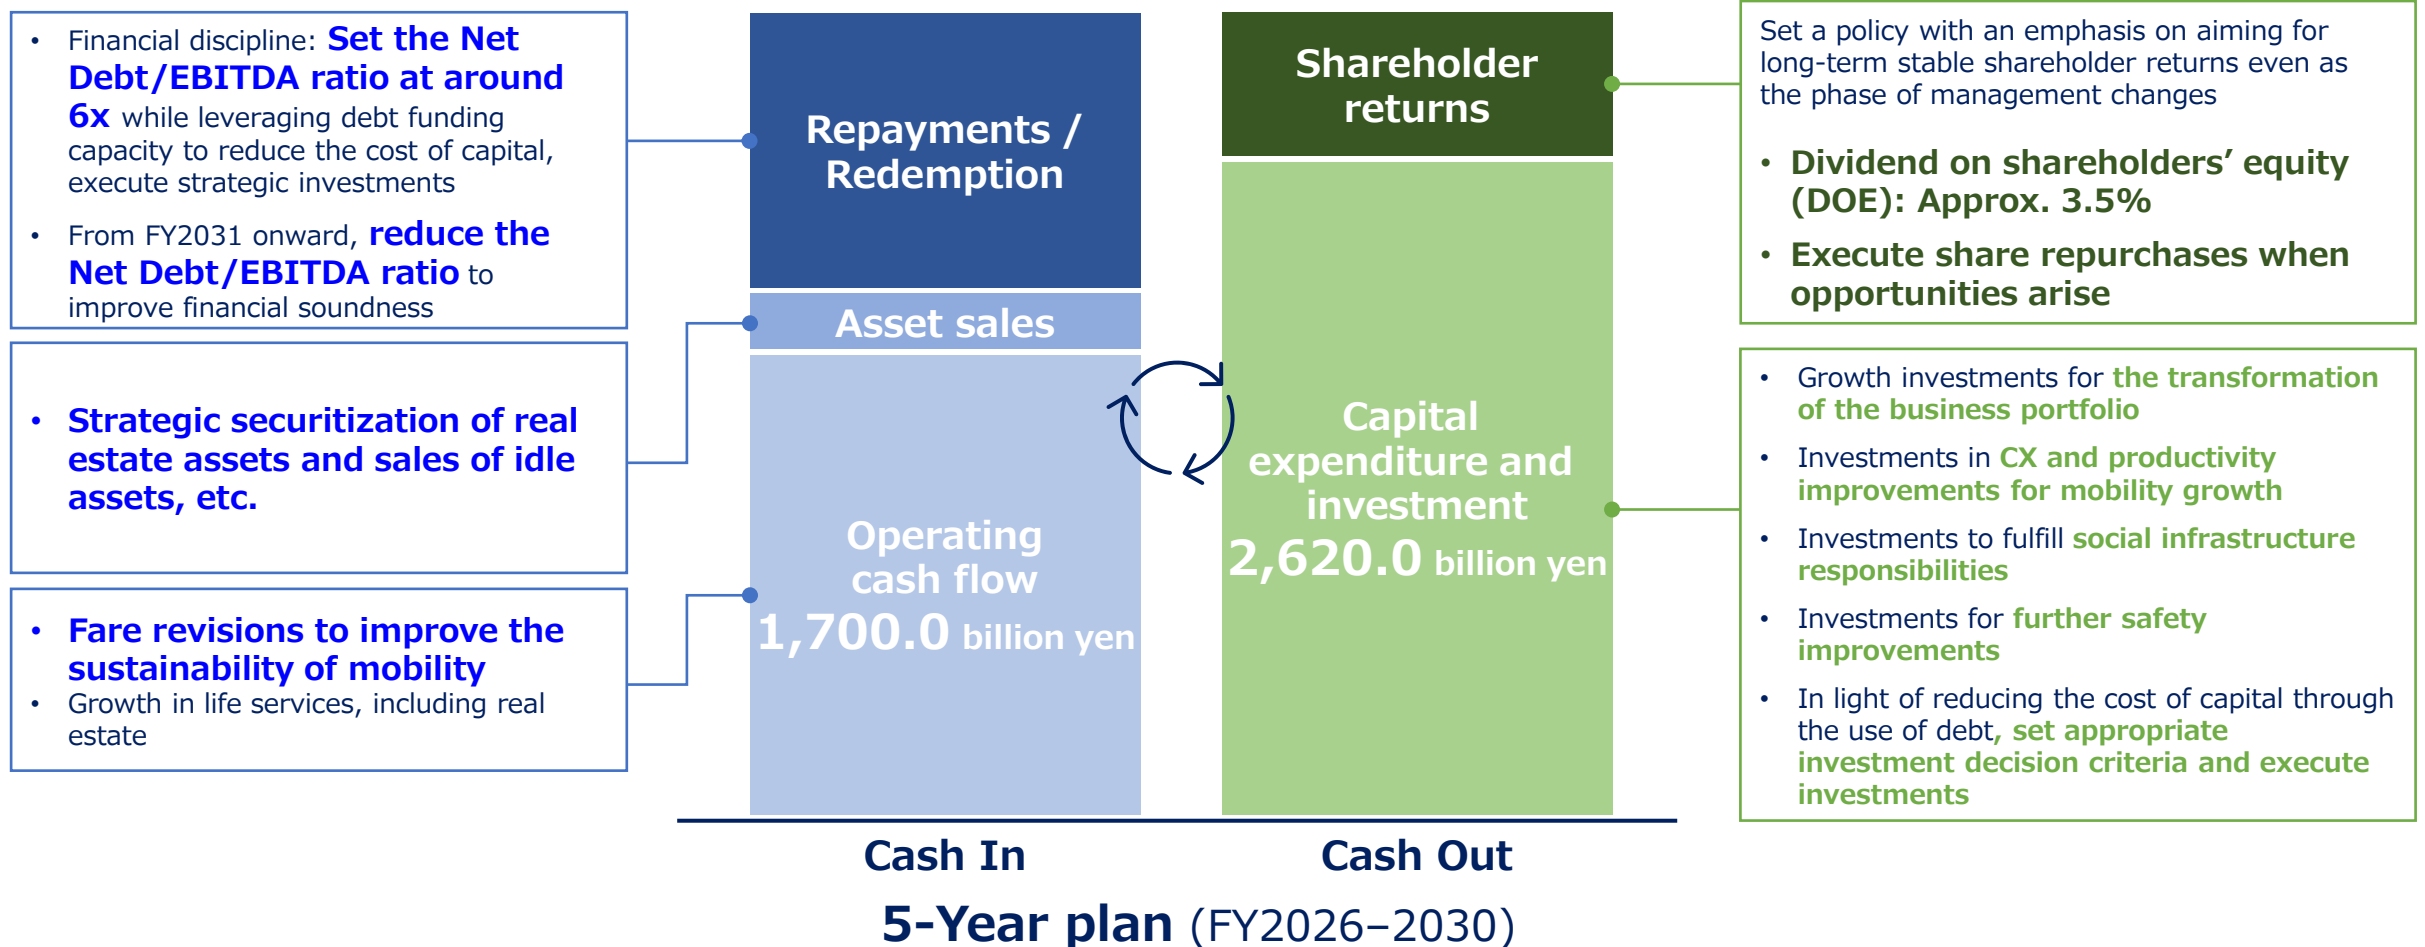 • Financial discipline: Set the Net
Debt/EBITDA ratio at around
6x while leveraging debt funding
capacity to reduce the cost of capital,
execute strategic investments
• From FY2031 onward, reduce the
Net Debt/EBITDA ratio to
improve financial soundness
• Strategic securitization of real
estate assets and sales of idle
assets, etc.
• Fare revisions to improve the
sustainability of mobility
• Growth in life services, including real
estate
Repayments /
Redemption
Asset sales
Operating
cash flow
1,700.0 billion yen
Shareholder
returns
Capital
expenditure and
investment
2,620.0 billion yen
Set a policy with an emphasis on aiming for
long-term stable shareholder returns even as
the phase of management changes
• Dividend on shareholders’ equity
(DOE): Approx. 3.5%
• Execute share repurchases when
opportunities arise
• Growth investments for the transformation
of the business portfolio
• Investments in CX and productivity
improvements for mobility growth
• Investments to fulfill social infrastructure
responsibilities
• Investments for further safety
improvements
• In light of reducing the cost of capital through
the use of debt, set appropriate
investment decision criteria and execute
investments
Cash In
Cash Out
5-Year plan (FY2026–2030)